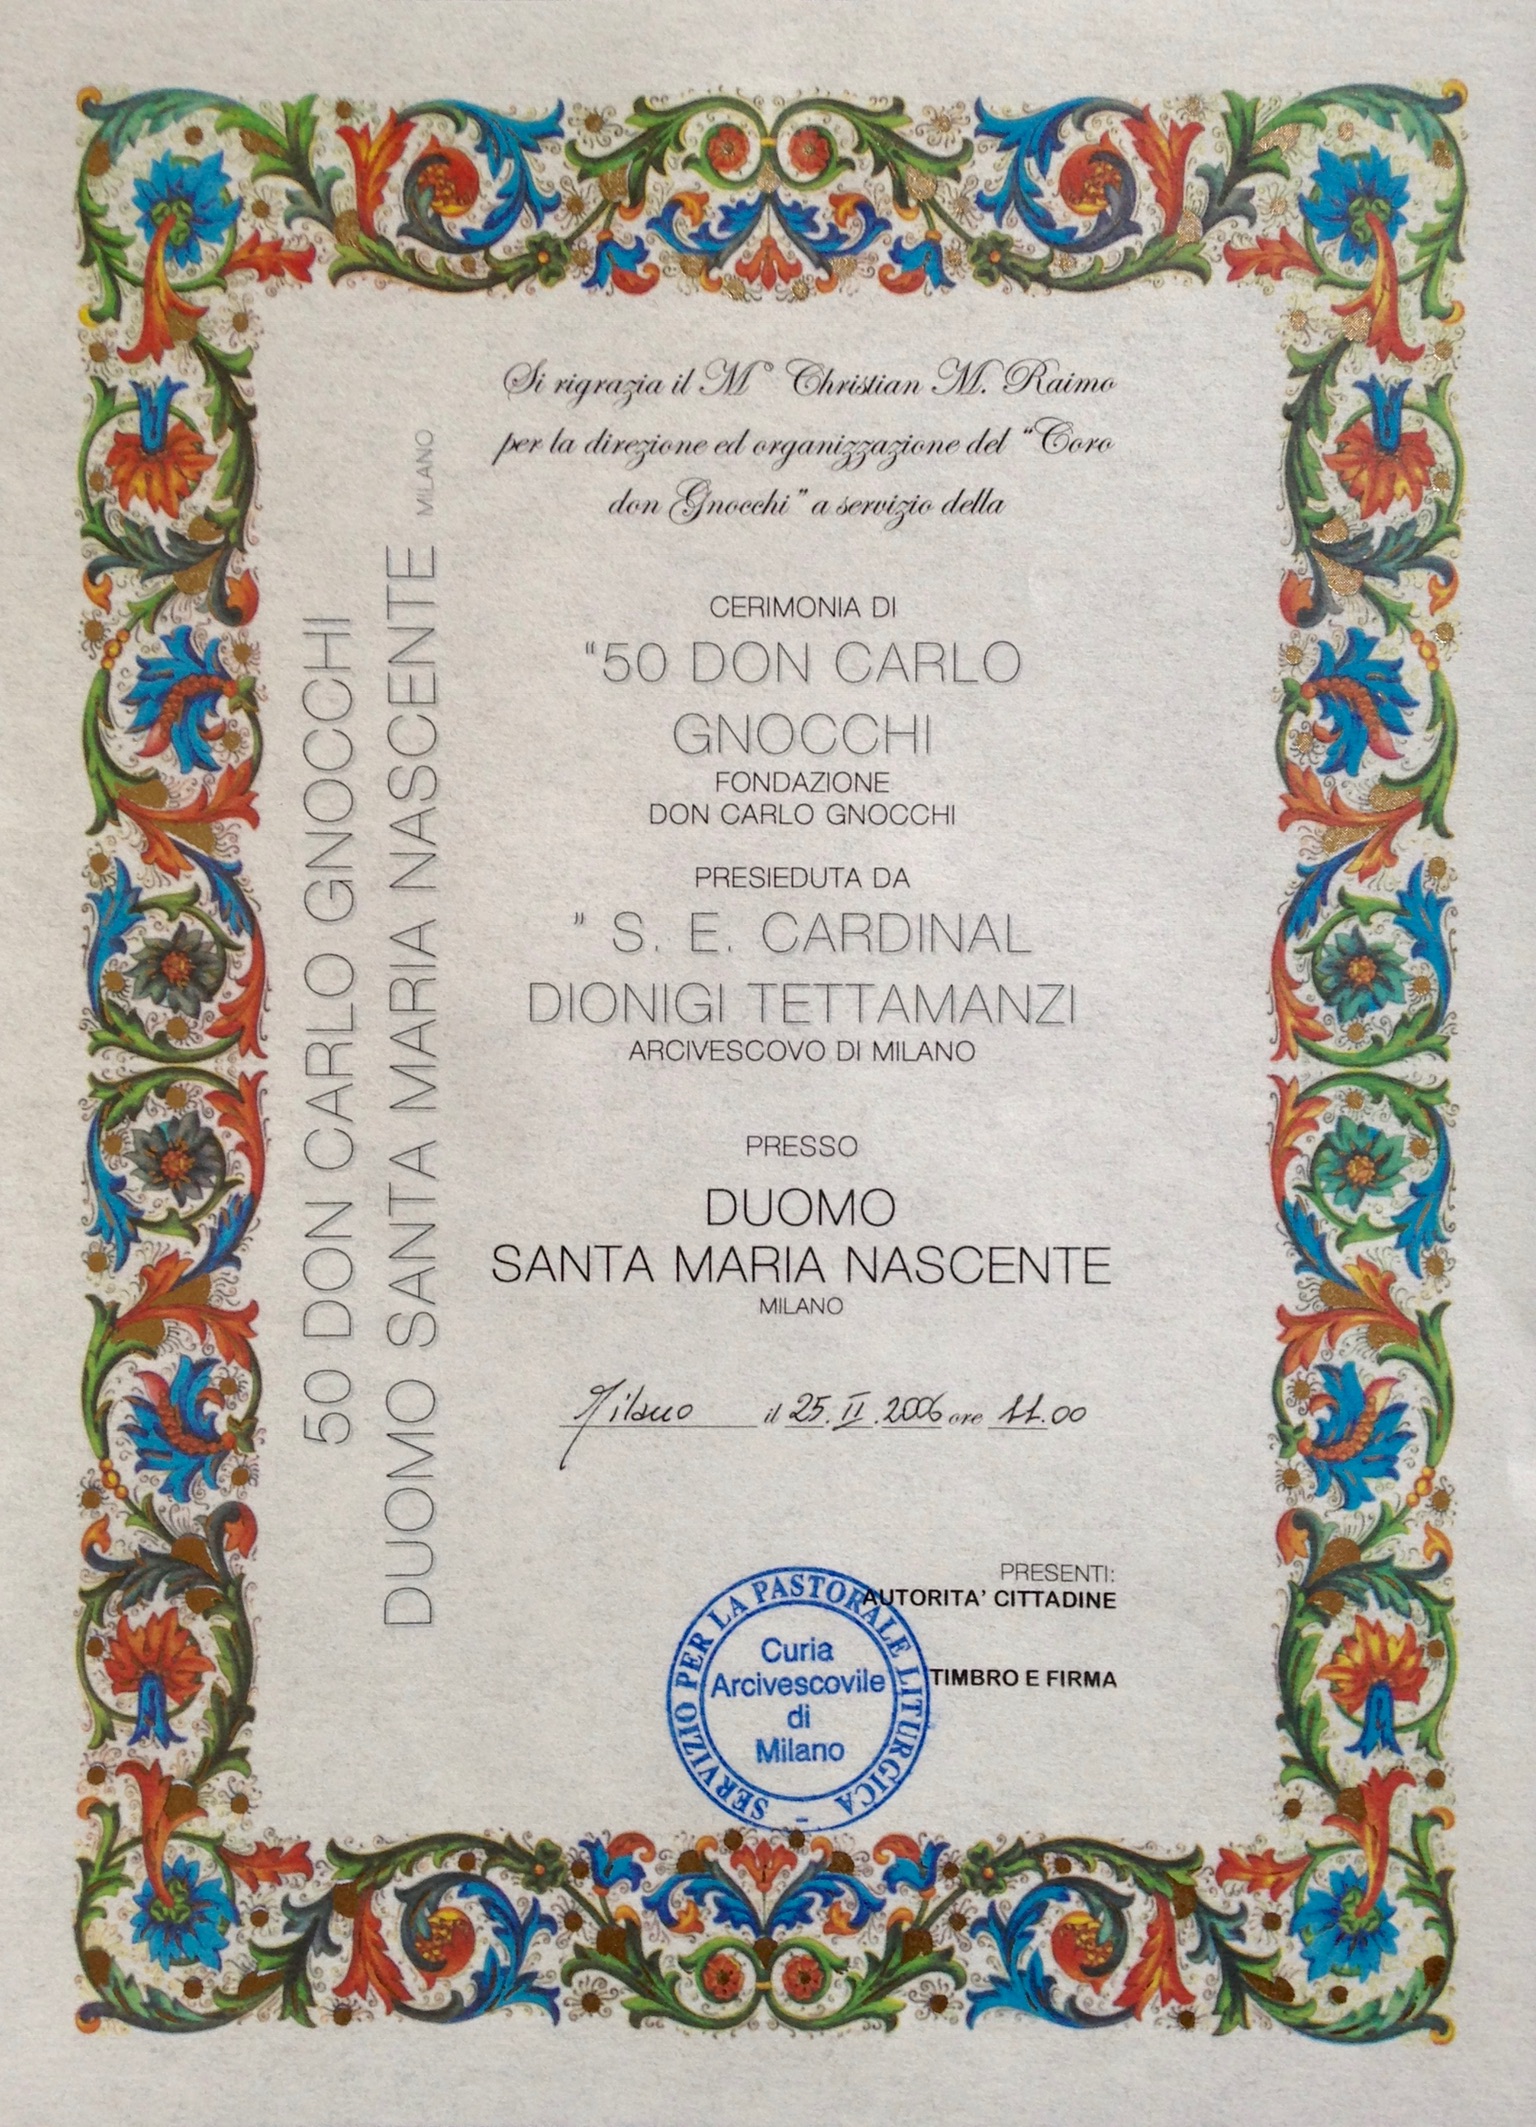 Si rigrazia il M° Christian M. Raimo
per la direzione ed organizzazione del "Coro
don Gnocchi" a servizio della
CERIMONIA DI
"50 DON CARLO
GNOCCHI
FONDAZIONE
DON CARLO GNOCCHI
PRESIEDUTA DA
" S. E. CARDINAL
DIONIGI TETTAMANZI
ARCIVESCOVO DI MILANO
PRESSO
DUOMO
SANTA MARIA NASCENTE
MILANO
Milano il 25.II.2006 ore 11.00
PRESENTI:
AUTORITA' CITTADINE
TIMBRO E FIRMA
SERVIZIO PER LA PASTORALE LITURGICA -
Curia
Arcivescovile
di
Milano
50 DON CARLO GNOCCHI
DUOMO SANTA MARIA NASCENTE MILANO